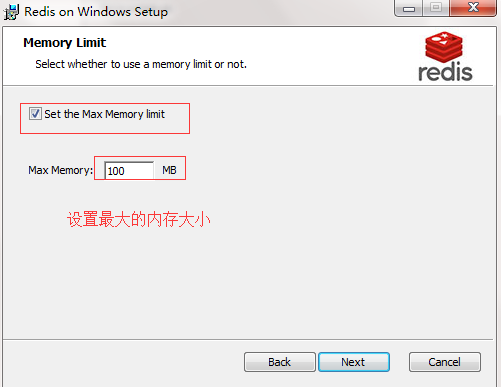 Redis on Windows Setup
Memory Limit
Select whether to use a memory limit or not.
redis
Set the Max Memory limit
Max Memory: 100 MB
设置最大的内存大小
Back Next Cancel